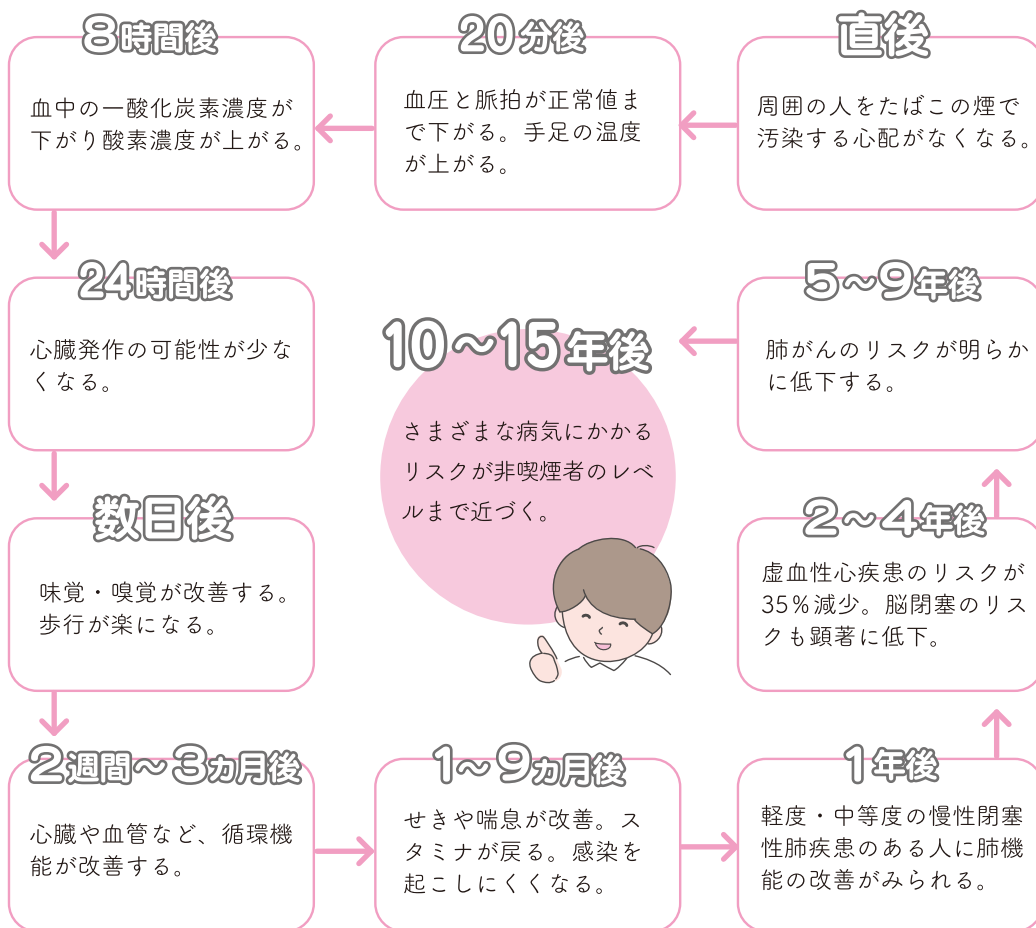 直後
周囲の人をたばこの煙で
汚染する心配がなくなる。
20分後
血圧と脈拍が正常値ま
で下がる。手足の温度
が上がる。
8時間後
血中の一酸化炭素濃度が
下がり酸素濃度が上がる。
24時間後
心臓発作の可能性が少な
くなる。
数日後
味覚・嗅覚が改善する。
歩行が楽になる。
2週間～3カ月後
心臓や血管など、循環機
能が改善する。
1～9カ月後
せきや喘息が改善。ス
タミナが戻る。感染を
起こしにくくなる。
1年後
軽度・中等度の慢性閉塞
性肺疾患のある人に肺機
能の改善がみられる。
2～4年後
虚血性心疾患のリスクが
35％減少。脳閉塞のリス
クも顕著に低下。
5～9年後
肺がんのリスクが明らか
に低下する。
10～15年後
さまざまな病気にかかる
リスクが非喫煙者のレベ
ルまで近づく。